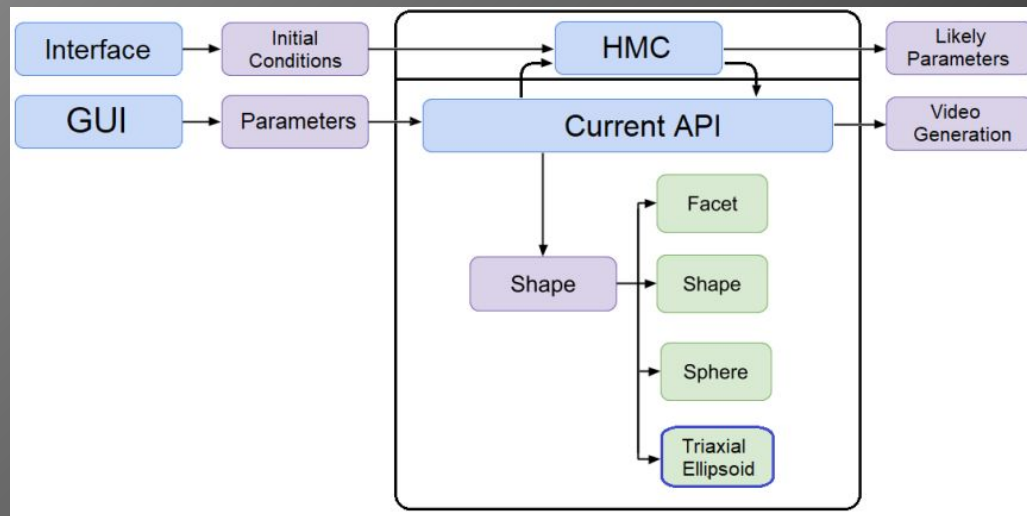 Interface
Initial
Conditions
HMC
Likely
Parameters
GUI
Parameters
Current API
Video
Generation
Facet
Shape
Shape
Sphere
Triaxial
Ellipsoid